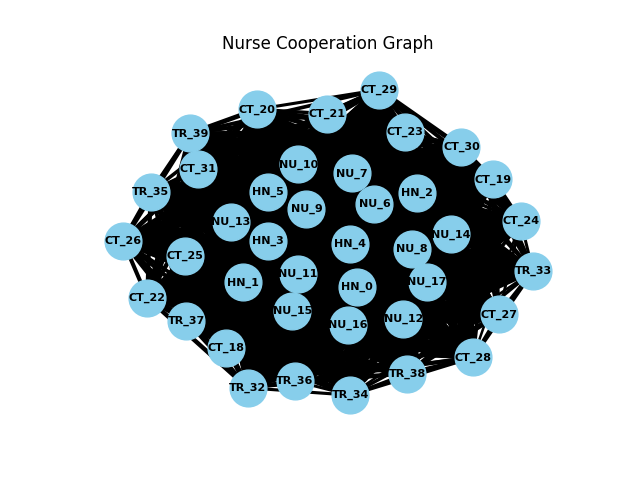 Nurse Cooperation Graph
CT_29
CT_20
CT_21
TR_39
CT_23
CT_30
CT_31
NU_10
NU_7
CT_19
TR_35
HN_5
HN_2
NU_6
NU_9
NU_13
CT_24
NU_14
CT_26
HN_3
HN_4
NU_8
CT_25
TR_33
NU_11
HN_1
NU_17
HN_0
CT_22
NU_15
CT_27
TR_37
NU_12
NU_16
CT_18
CT_28
TR_38
TR_36
TR_32
TR_34